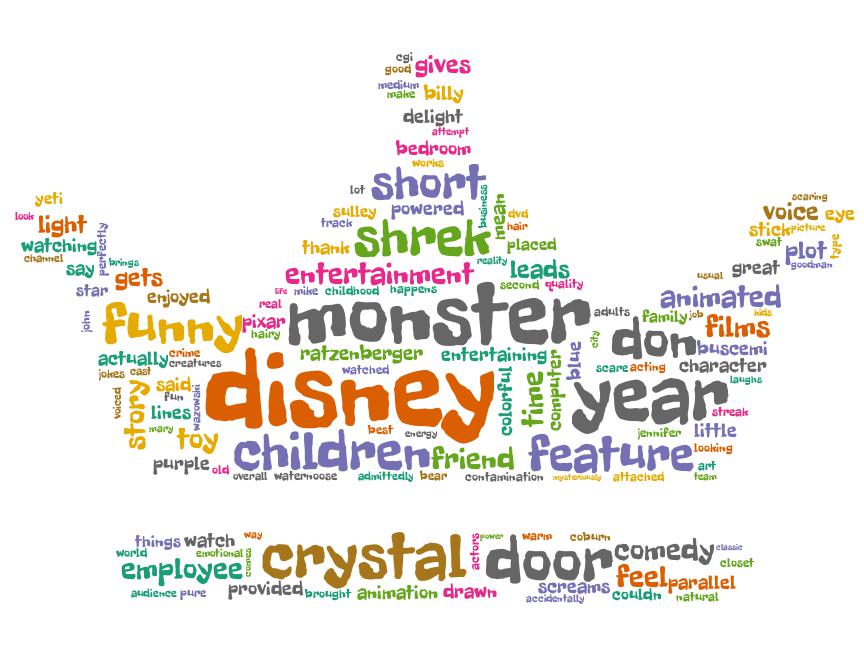 cgi
good gives
medium
make billy
delight
attempt
bedroom
works
lot short business
yeti
scaring
look light perfectly
sulley powered mean dvd
voice eye
track hair
stick picture
watching
thank shrek placed
swat plot type
channel brings
reality
goodman
say gets
entertainment leads
usual great
star enjoyed
life mike childhood happens second quality
animated
john funny real
monster adults family job kids
pixar hairy
city don films
buscemi
actually crime creatures
ratzenberger entertaining blue
character
jokes cast
watched
scare acting laughs
story said fun wazowski
disney colorful time computer year
voiced lines
streak
mary toy
best energy
jennifer little
children friend feature looking
purple old
art
overall waternoose admittedly bear contamination mysteriously attached team
things watch way
crystal actors power warm coburn
world emotional comes
door comedy classic
employee
closet
feel parallel
audience pure provided brought animation drawn
screams couldn natural
accidentally